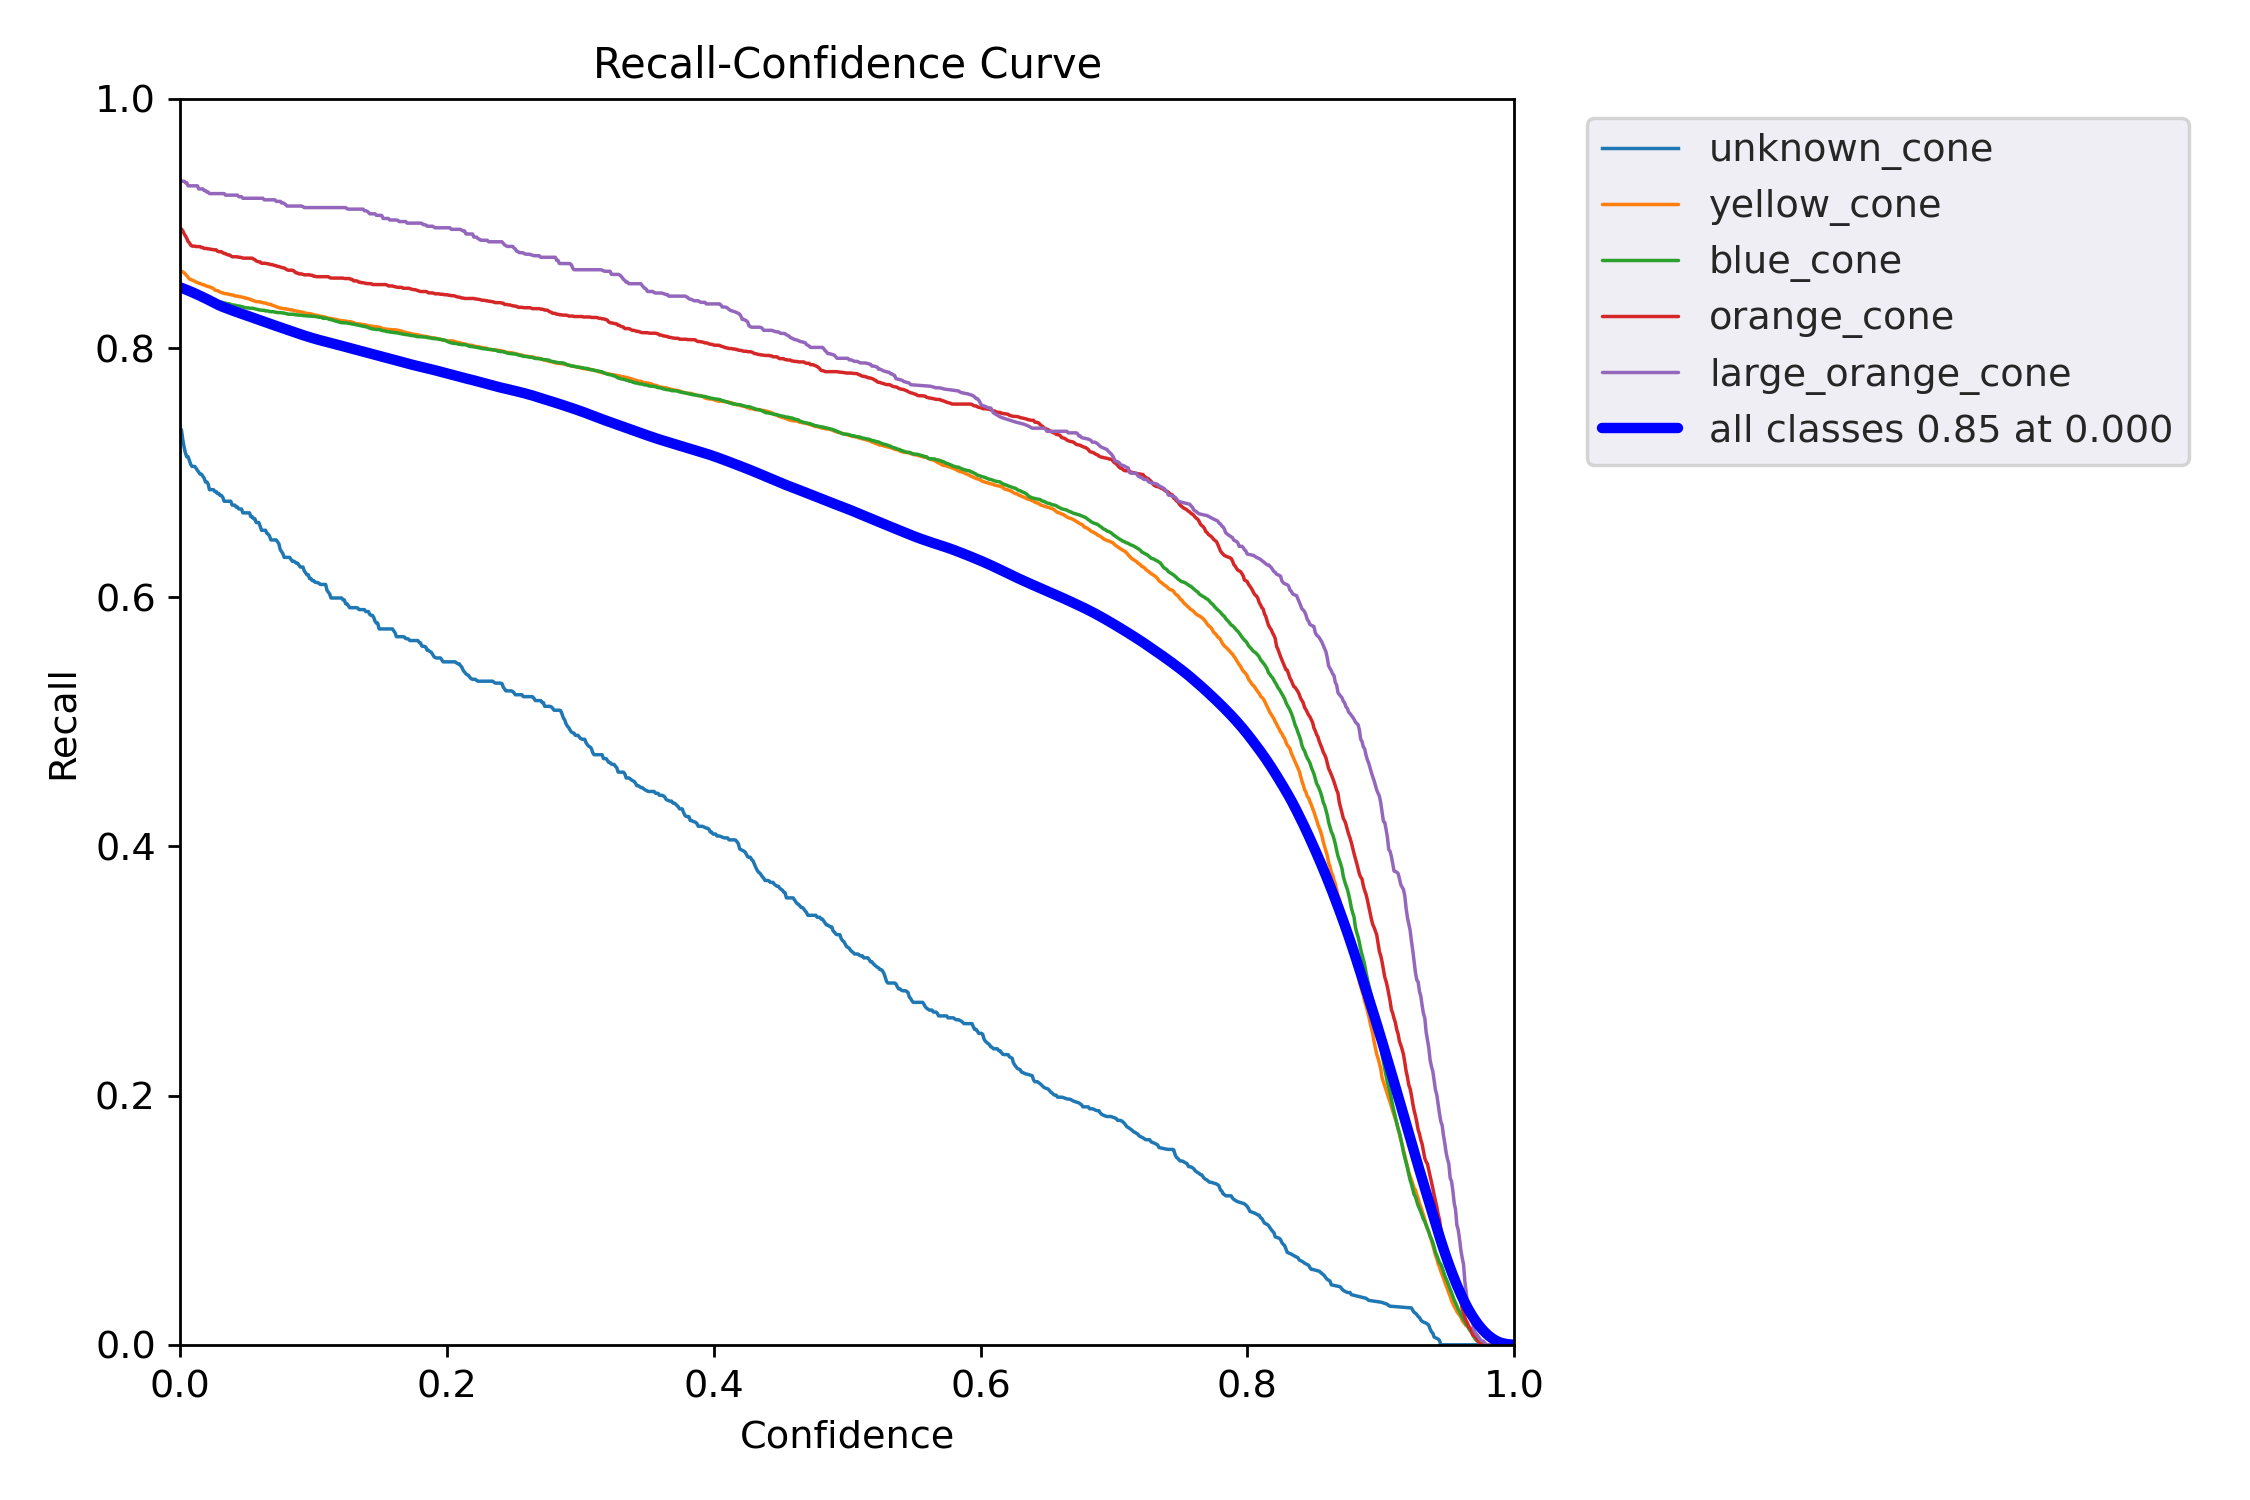 Recall-Confidence Curve
1.0
0.8
0.6
0.4
0.2
0.0
Recall
0.0 0.2 0.4 0.6 0.8 1.0
Confidence
unknown_cone
yellow_cone
blue_cone
orange_cone
large_orange_cone
all classes 0.85 at 0.000